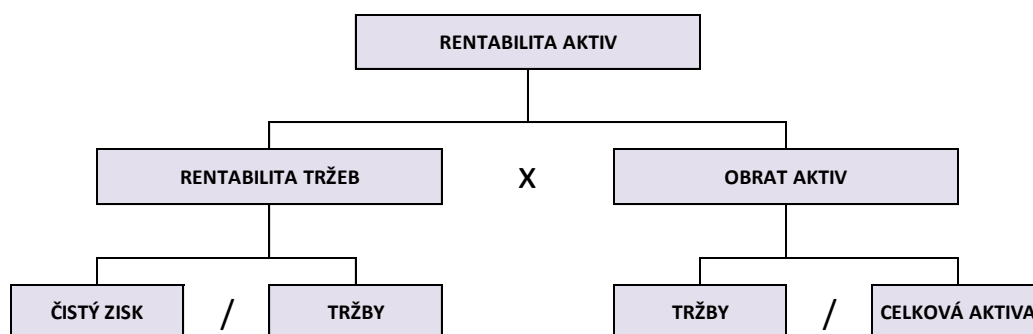 RENTABILITA AKTIV
RENTABILITA TRŽEB X OBRAT AKTIV
ČISTÝ ZISK / TRŽBY TRŽBY / CELKOVÁ AKTIVA